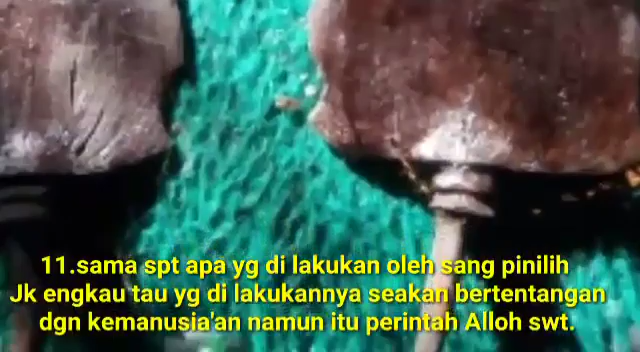 11.sama spt apa yg di lakukan oleh sang pinilih
Jk engkau tau yg di lakukannya seakan bertentangan
dgn kemanusia'an namun itu perintah Alloh swt.